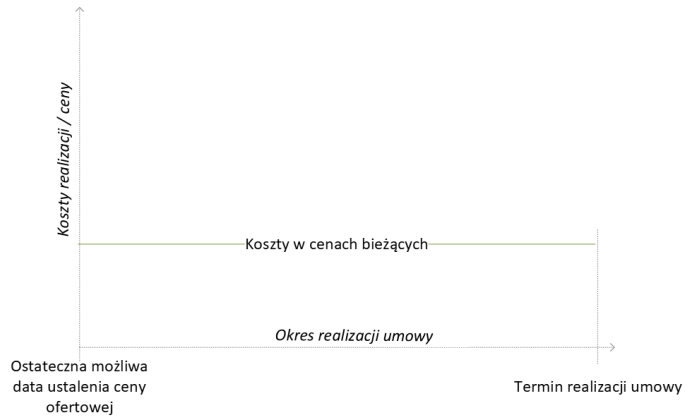 Koszty realizacji / ceny
Koszty w cenach bieżących
Okres realizacji umowy
Ostateczna możliwa
data ustalenia ceny
ofertowej
Termin realizacji umowy